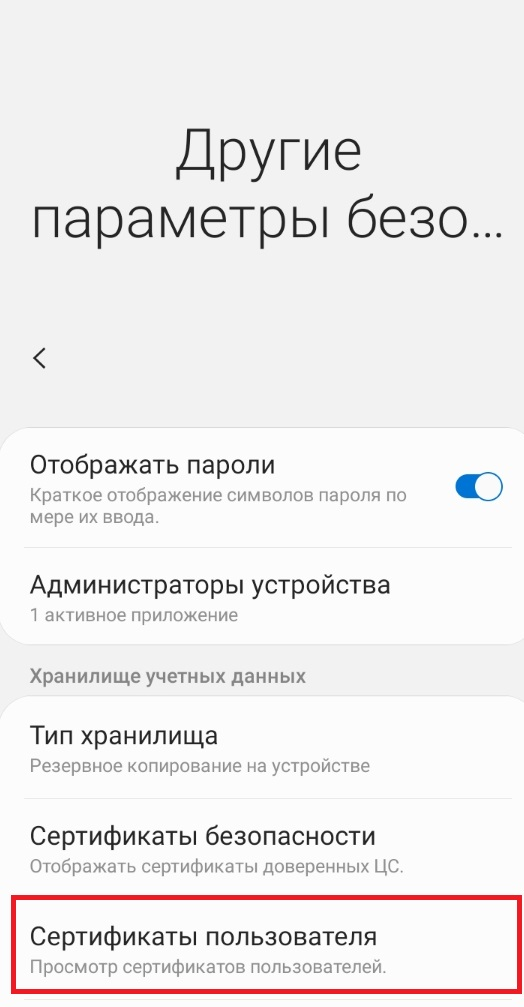 Другие
параметры безо...
Отображать пароли
Краткое отображение символов пароля по
мере их ввода.
Администраторы устройства
1 активное приложение
Хранилище учетных данных
Тип хранилища
Резервное копирование на устройстве
Сертификаты безопасности
Отображать сертификаты доверенных ЦС.
Сертификаты пользователя
Просмотр сертификатов пользователей.